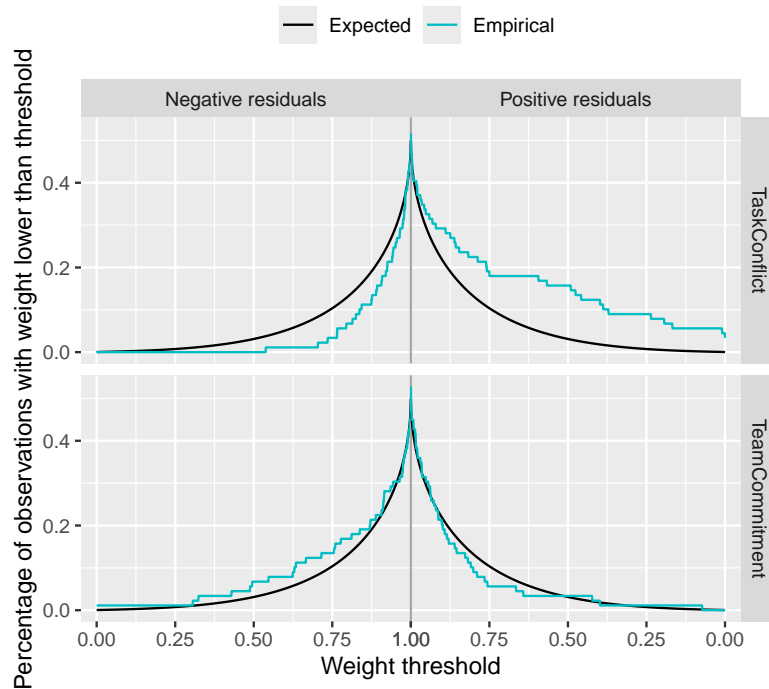 Expected Empirical
Percentage of observations with weight lower than threshold
Negative residuals Positive residuals
0.4
0.2
0.0
TaskConflict
0.4
0.2
0.0
TeamCommitment
0.00 0.25 0.50 0.75 1.00 0.75 0.50 0.25 0.00
Weight threshold